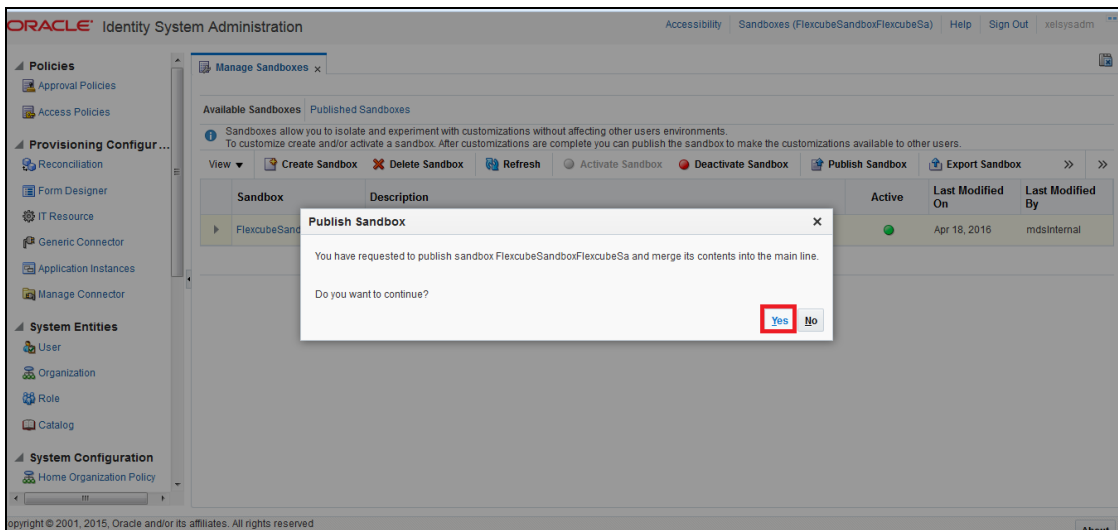 ORACLE Identity System Administration
Accessibility Sandboxes (FlexcubeSandboxFlexcubeSa) Help Sign Out xelsysadm
Policies
Approval Policies
Access Policies
Provisioning Configur...
Reconciliation
Form Designer
IT Resource
Generic Connector
Application Instances
Manage Connector
System Entities
User
Organization
Role
Catalog
System Configuration
Home Organization Policy
Manage Sandboxes x
Available Sandboxes Published Sandboxes
Sandboxes allow you to isolate and experiment with customizations without affecting other users environments.
To customize create and/or activate a sandbox. After customizations are complete you can publish the sandbox to make the customizations available to other users.
View Create Sandbox Delete Sandbox Refresh Activate Sandbox Deactivate Sandbox Publish Sandbox Export Sandbox » »
Sandbox Description Active Last Modified On Last Modified By
FlexcubeSand Apr 18, 2016 mdsInternal
Publish Sandbox x
You have requested to publish sandbox FlexcubeSandboxFlexcubeSa and merge its contents into the main line.
Do you want to continue?
Yes No
opyright © 2001, 2015, Oracle and/or its affiliates. All rights reserved
About